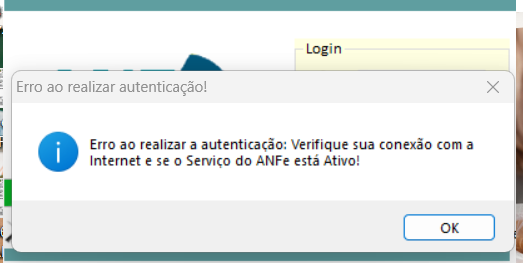 Login
Erro ao realizar autenticação!
Erro ao realizar a autenticação: Verifique sua conexão com a
Internet e se o Serviço do ANFe está Ativo!
OK